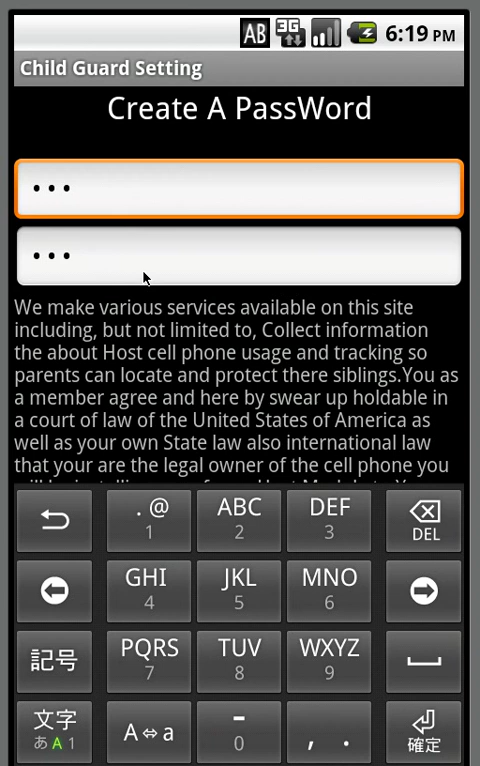 AB 3G 6:19 PM
Child Guard Setting
Create A PassWord
•••
•••
We make various services available on this site
including, but not limited to, Collect information
the about Host cell phone usage and tracking so
parents can locate and protect there siblings.You as
a member agree and here by swear up holdable in
a court of law of the United States of America as
well as your own State law also international law
that your are the legal owner of the cell phone you
. @ ABC DEF
1 2 3 DEL
GHI JKL MNO
4 5 6
記号 PQRS TUV WXYZ
7 8 9
文字 A⇔a - , .
あA1 0 確定